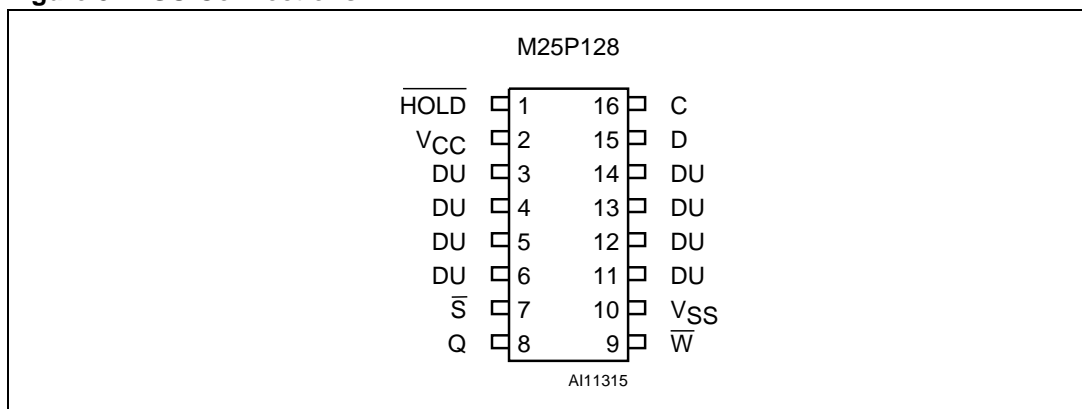 M25P128
HOLD 1 16 C
VCC 2 15 D
DU 3 14 DU
DU 4 13 DU
DU 5 12 DU
DU 6 11 DU
S 7 10 VSS
Q 8 9 W
AI11315